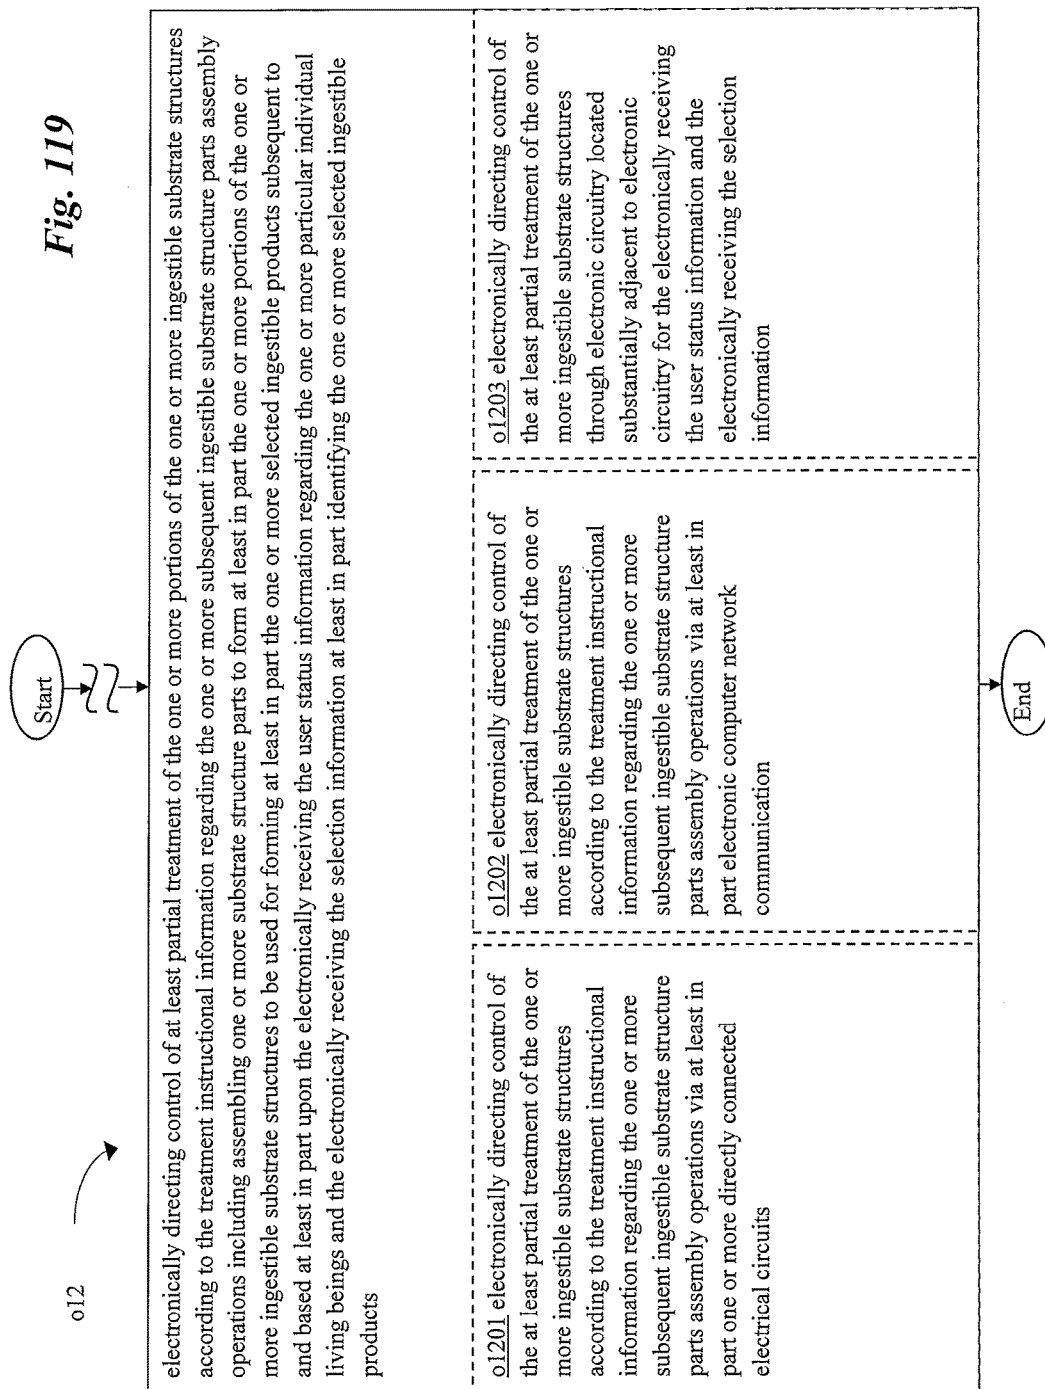 Fig. 119
o12
Start
electronically directing control of at least partial treatment of the one or more portions of the one or more ingestible substrate structures
according to the treatment instructional information regarding the one or more subsequent ingestible substrate structure parts assembly
operations including assembling one or more substrate structure parts to form at least in part the one or more portions of the one or
more ingestible substrate structures to be used for forming at least in part the one or more selected ingestible products subsequent to
and based at least in part upon the electronically receiving the user status information regarding the one or more particular individual
living beings and the electronically receiving the selection information at least in part identifying the one or more selected ingestible
products
o1201 electronically directing control of
the at least partial treatment of the one or
more ingestible substrate structures
according to the treatment instructional
information regarding the one or more
subsequent ingestible substrate structure
parts assembly operations via at least in
part one or more directly connected
electrical circuits
o1202 electronically directing control of
the at least partial treatment of the one or
more ingestible substrate structures
according to the treatment instructional
information regarding the one or more
subsequent ingestible substrate structure
parts assembly operations via at least in
part electronic computer network
communication
o1203 electronically directing control of
the at least partial treatment of the one or
more ingestible substrate structures
through electronic circuitry located
substantially adjacent to electronic
circuitry for the electronically receiving
the user status information and the
electronically receiving the selection
information
End